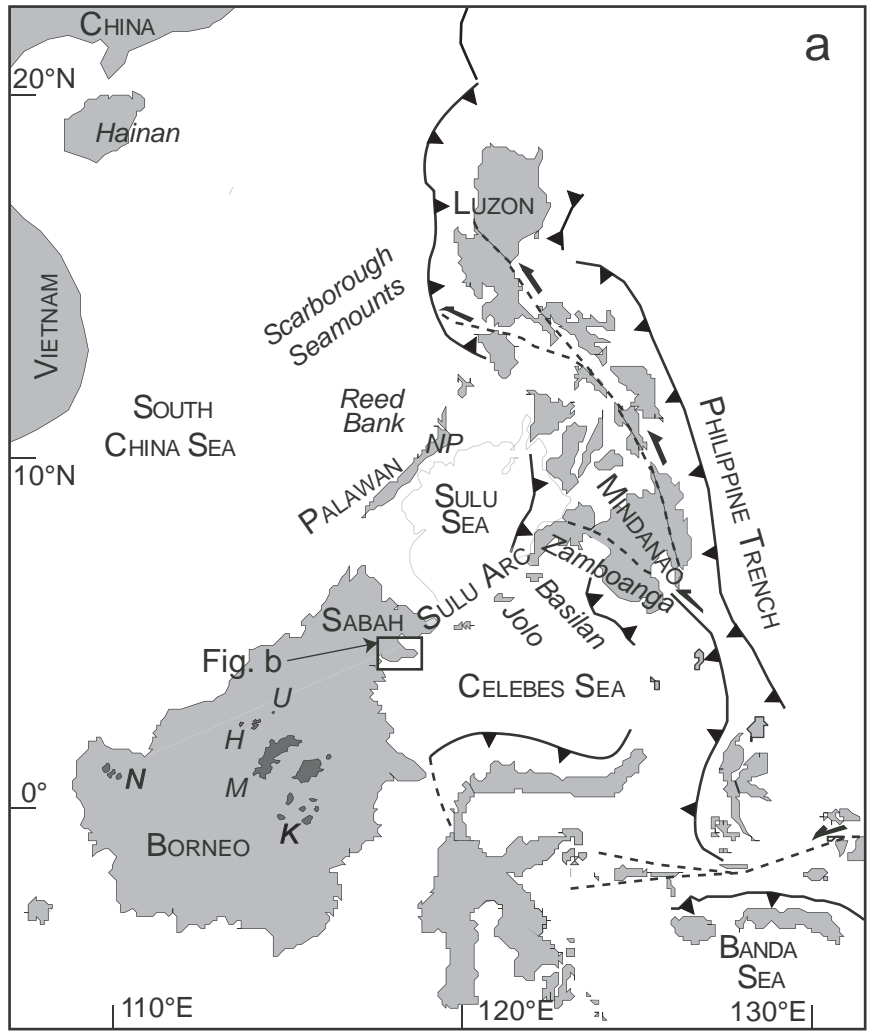 CHINA
a
20°N
Hainan
LUZON
VIETNAM
Scarborough
Seamounts
Reed
Bank
SOUTH
CHINA SEA
NP
10°N
PALAWAN
SULU
SEA
MINDANAO
PHILIPPINE TRENCH
Zamboanga
SULU ARC
Basilan
Jolo
SABAH
Fig. b
CELEBES SEA
U
H
M
N
K
0°
BORNEO
BANDA
SEA
110°E
120°E
130°E